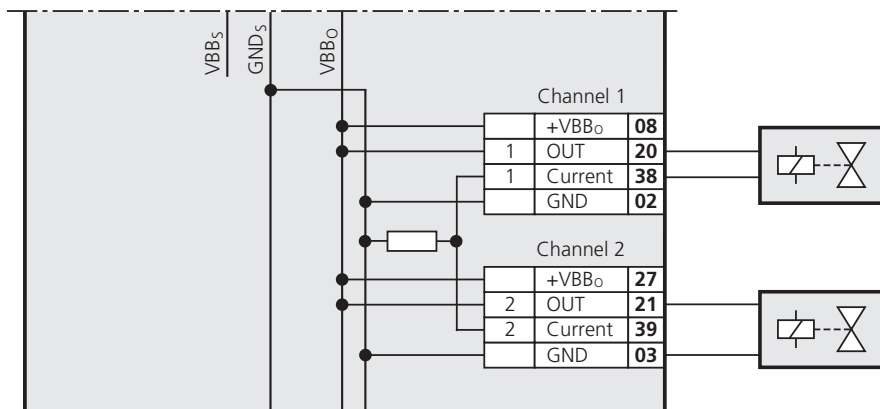 VBBS
GNDS
VBBO
Channel 1
+VBBO 08
1 OUT 20
1 Current 38
GND 02
Channel 2
+VBBO 27
2 OUT 21
2 Current 39
GND 03